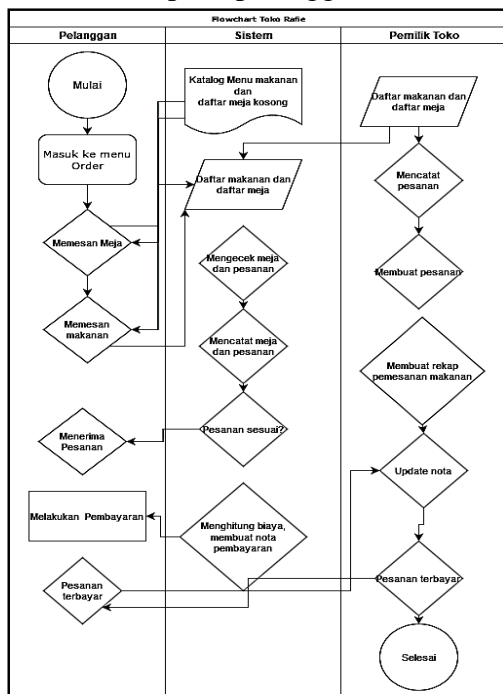 Flowchart Toko Rafie
Pelanggan
Sistem
Pemilik Toko
Mulai
Katalog Menu makanan
dan
daftar meja kosong
Daftar makanan dan
daftar meja
Masuk ke menu
Order
Daftar makanan dan
daftar meja
Mencatat
pesanan
Memesan Meja
Mengecek meja
dan pesanan
Membuat pesanan
Memesan
makanan
Mencatat meja
dan pesanan
Membuat rekap
pemesanan makanan
Menerima
Pesanan
Pesanan sesuai?
Update nota
Melakukan Pembayaran
Menghitung biaya,
membuat nota
pembayaran
Pesanan
terbayar
Pesanan terbayar
Selesai